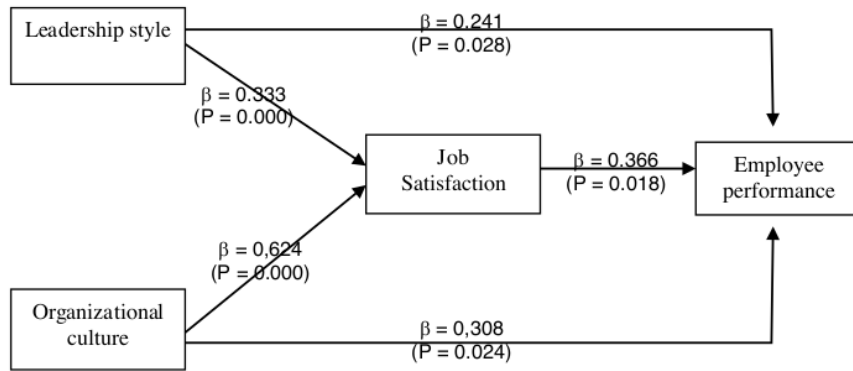 Leadership style
β = 0.241
(P = 0.028)
β = 0.333
(P = 0.000)
Job
Satisfaction
β = 0.366
(P = 0.018)
Employee
performance
β = 0,624
(P = 0.000)
Organizational
culture
β = 0,308
(P = 0.024)